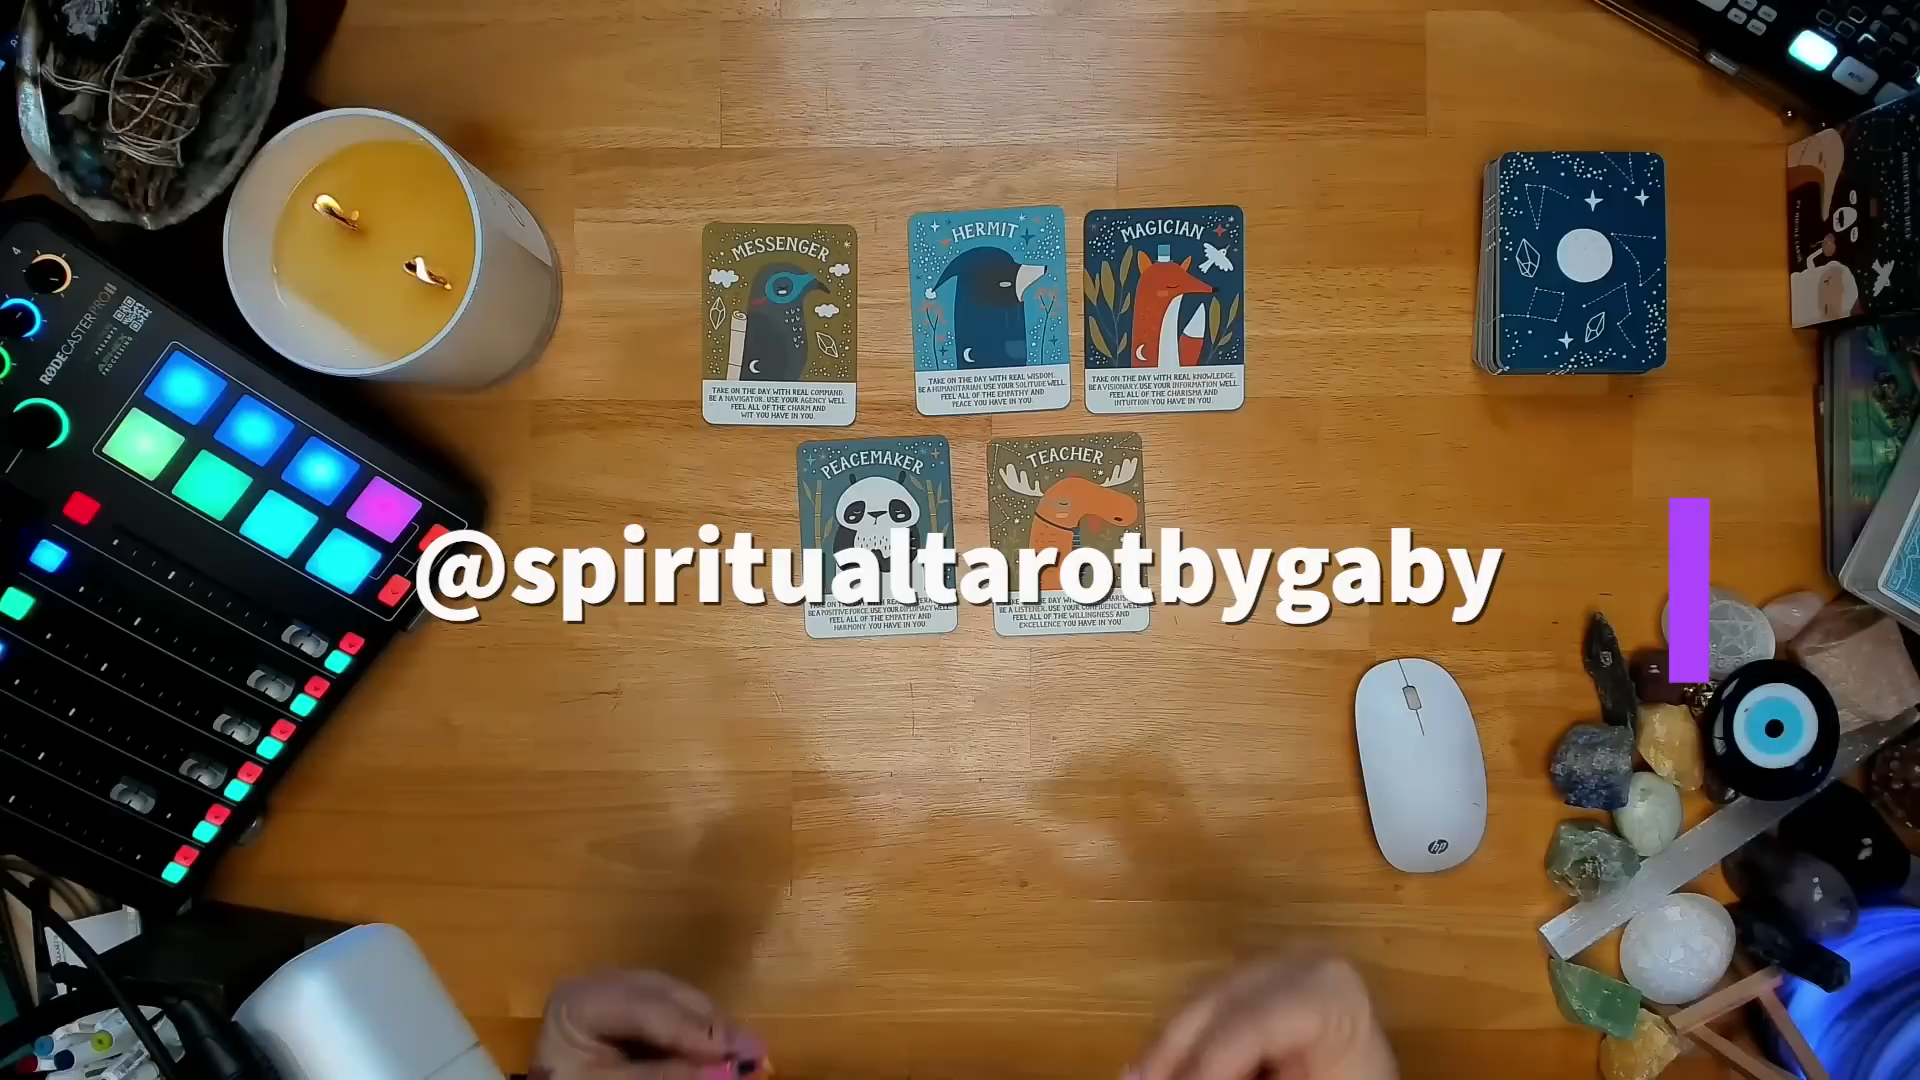 MESSENGER
TAKE ON THE DAY WITH REAL COMMAND.
BE A NAVIGATOR. USE YOUR AGENCY WELL
FEEL ALL OF THE CHARM AND
WIT YOU HAVE IN YOU.
HERMIT
TAKE ON THE DAY WITH REAL WISDOM.
BE A HUMANITARIAN. USE YOUR SOLITUDE WELL
FEEL ALL OF THE EMPATHY AND
PEACE YOU HAVE IN YOU.
MAGICIAN
TAKE ON THE DAY WITH REAL KNOWLEDGE.
BE A VISIONARY. USE YOUR INFORMATION WELL
FEEL ALL OF THE CHARISMA AND
INTUITION YOU HAVE IN YOU.
4
RØDECASTER PRO II
PROCESSING
PEACEMAKER
TEACHER
@spiritualtarotbygaby
BE A POSITIVE FORCE. USE YOUR DIPLOMACY WELL
FEEL ALL OF THE EMPATHY AND
HARMONY YOU HAVE IN YOU.
BE A LISTENER. USE YOUR CONFIDENCE WELL
FEEL ALL OF THE WILLINGNESS AND
EXCELLENCE YOU HAVE IN YOU.
hp